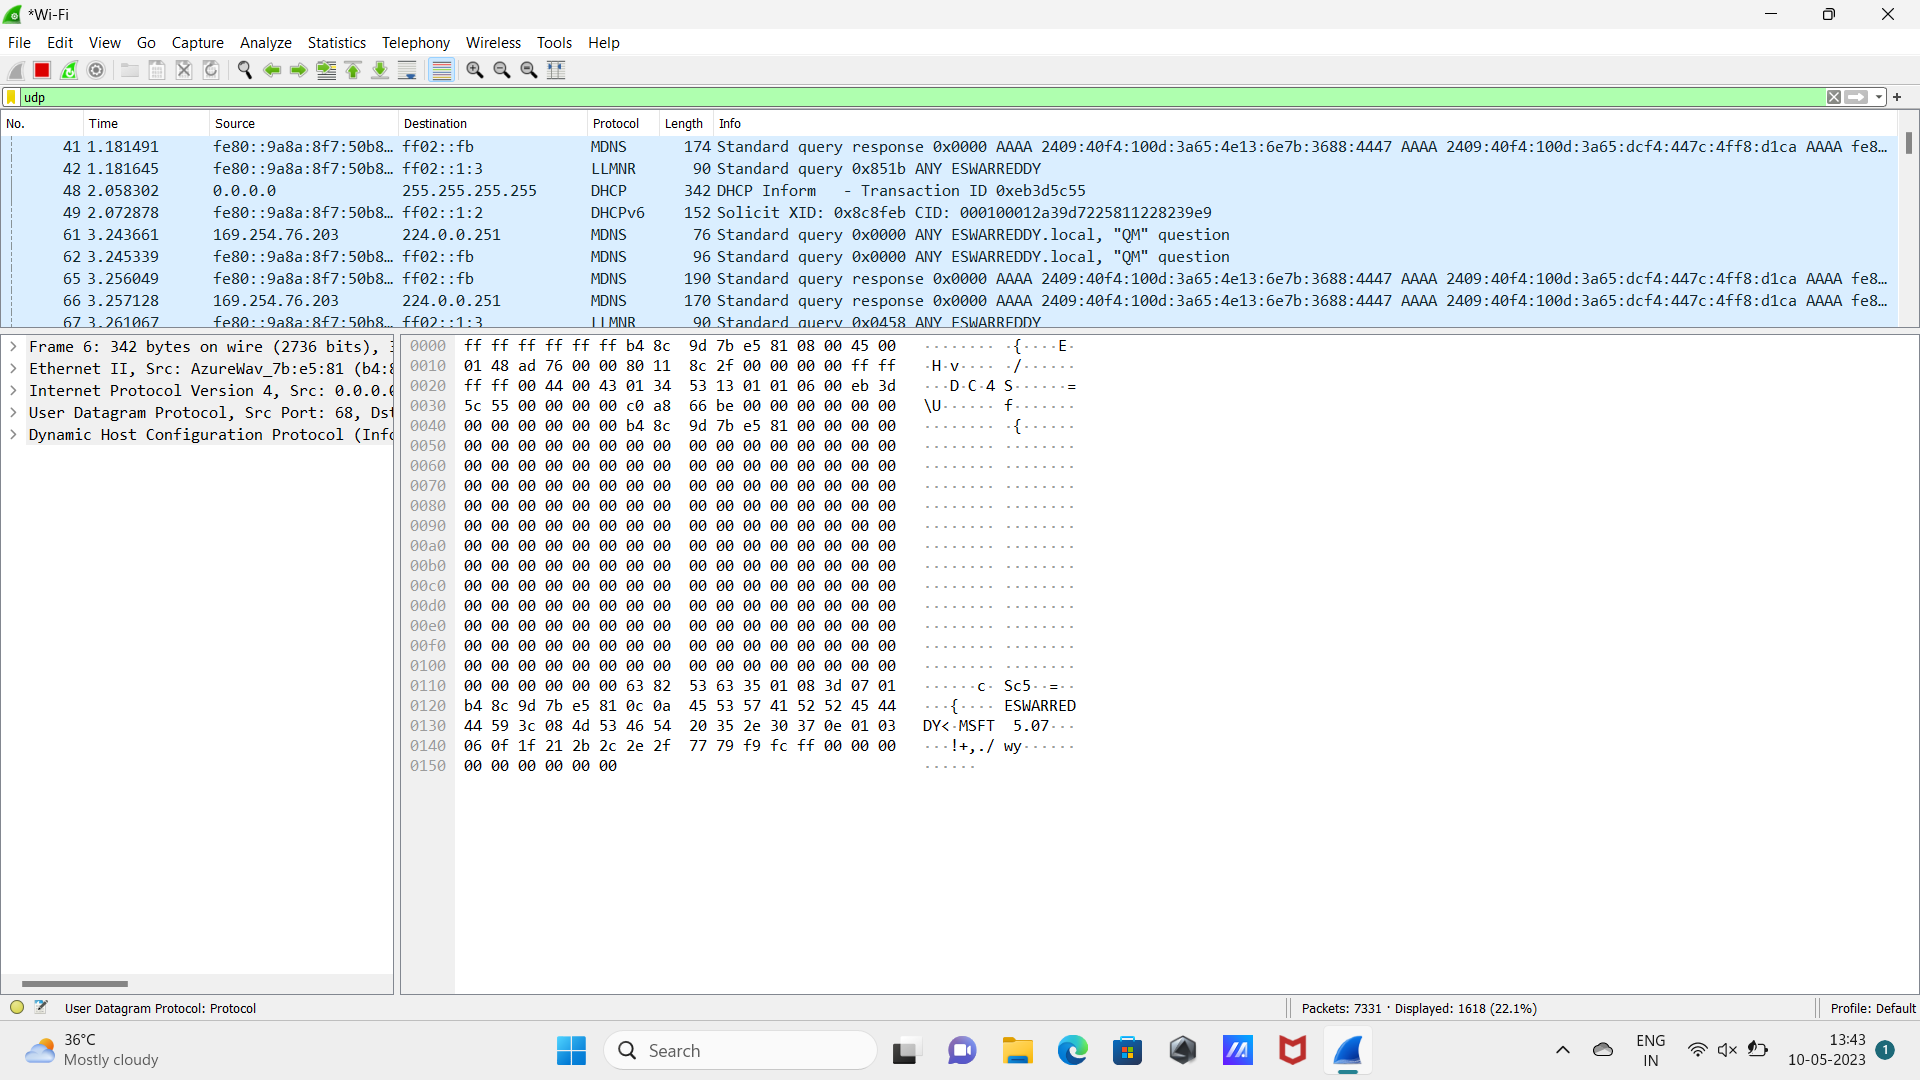 *Wi-Fi
File Edit View Go Capture Analyze Statistics Telephony Wireless Tools Help
udp
No. Time Source Destination Protocol Length Info
41 1.181491 fe80::9a8a:8f7:50b8… ff02::fb MDNS 174 Standard query response 0x0000 AAAA 2409:40f4:100d:3a65:4e13:6e7b:3688:4447 AAAA 2409:40f4:100d:3a65:dcf4:447c:4ff8:d1ca AAAA fe8…
42 1.181645 fe80::9a8a:8f7:50b8… ff02::1:3 LLMNR 90 Standard query 0x851b ANY ESWARREDDY
48 2.058302 0.0.0.0 255.255.255.255 DHCP 342 DHCP Inform - Transaction ID 0xeb3d5c55
49 2.072878 fe80::9a8a:8f7:50b8… ff02::1:2 DHCPv6 152 Solicit XID: 0x8c8feb CID: 000100012a39d7225811228239e9
61 3.243661 169.254.76.203 224.0.0.251 MDNS 76 Standard query 0x0000 ANY ESWARREDDY.local, "QM" question
62 3.245339 fe80::9a8a:8f7:50b8… ff02::fb MDNS 96 Standard query 0x0000 ANY ESWARREDDY.local, "QM" question
65 3.256049 fe80::9a8a:8f7:50b8… ff02::fb MDNS 190 Standard query response 0x0000 AAAA 2409:40f4:100d:3a65:4e13:6e7b:3688:4447 AAAA 2409:40f4:100d:3a65:dcf4:447c:4ff8:d1ca AAAA fe8…
66 3.257128 169.254.76.203 224.0.0.251 MDNS 170 Standard query response 0x0000 AAAA 2409:40f4:100d:3a65:4e13:6e7b:3688:4447 AAAA 2409:40f4:100d:3a65:dcf4:447c:4ff8:d1ca AAAA fe8…
67 3.261067 fe80::9a8a:8f7:50b8… ff02::1:3 LLMNR 90 Standard query 0x0458 ANY ESWARREDDY
Frame 6: 342 bytes on wire (2736 bits), 3
Ethernet II, Src: AzureWav_7b:e5:81 (b4:8
Internet Protocol Version 4, Src: 0.0.0.0
User Datagram Protocol, Src Port: 68, Dst
Dynamic Host Configuration Protocol (Info
0000 ff ff ff ff ff ff b4 8c 9d 7b e5 81 08 00 45 00 ········ ·{····E·
0010 01 48 ad 76 00 00 80 11 8c 2f 00 00 00 00 ff ff ·H·v···· ·/······
0020 ff ff 00 44 00 43 01 34 53 13 01 01 06 00 eb 3d ···D·C·4 S······=
0030 5c 55 00 00 00 00 c0 a8 66 be 00 00 00 00 00 00 \U······ f·······
0040 00 00 00 00 00 00 b4 8c 9d 7b e5 81 00 00 00 00 ········ ·{······
0050 00 00 00 00 00 00 00 00 00 00 00 00 00 00 00 00 ········ ········
0060 00 00 00 00 00 00 00 00 00 00 00 00 00 00 00 00 ········ ········
0070 00 00 00 00 00 00 00 00 00 00 00 00 00 00 00 00 ········ ········
0080 00 00 00 00 00 00 00 00 00 00 00 00 00 00 00 00 ········ ········
0090 00 00 00 00 00 00 00 00 00 00 00 00 00 00 00 00 ········ ········
00a0 00 00 00 00 00 00 00 00 00 00 00 00 00 00 00 00 ········ ········
00b0 00 00 00 00 00 00 00 00 00 00 00 00 00 00 00 00 ········ ········
00c0 00 00 00 00 00 00 00 00 00 00 00 00 00 00 00 00 ········ ········
00d0 00 00 00 00 00 00 00 00 00 00 00 00 00 00 00 00 ········ ········
00e0 00 00 00 00 00 00 00 00 00 00 00 00 00 00 00 00 ········ ········
00f0 00 00 00 00 00 00 00 00 00 00 00 00 00 00 00 00 ········ ········
0100 00 00 00 00 00 00 00 00 00 00 00 00 00 00 00 00 ········ ········
0110 00 00 00 00 00 00 63 82 53 63 35 01 08 3d 07 01 ······c· Sc5··=··
0120 b4 8c 9d 7b e5 81 0c 0a 45 53 57 41 52 52 45 44 ···{···· ESWARRED
0130 44 59 3c 08 4d 53 46 54 20 35 2e 30 37 0e 01 03 DY<·MSFT 5.07···
0140 06 0f 1f 21 2b 2c 2e 2f 77 79 f9 fc ff 00 00 00 ···!+,./ wy······
0150 00 00 00 00 00 00 ······
User Datagram Protocol: Protocol Packets: 7331 · Displayed: 1618 (22.1%) Profile: Default
36°C
Mostly cloudy
Search
ENG
IN
13:43
10-05-2023
1